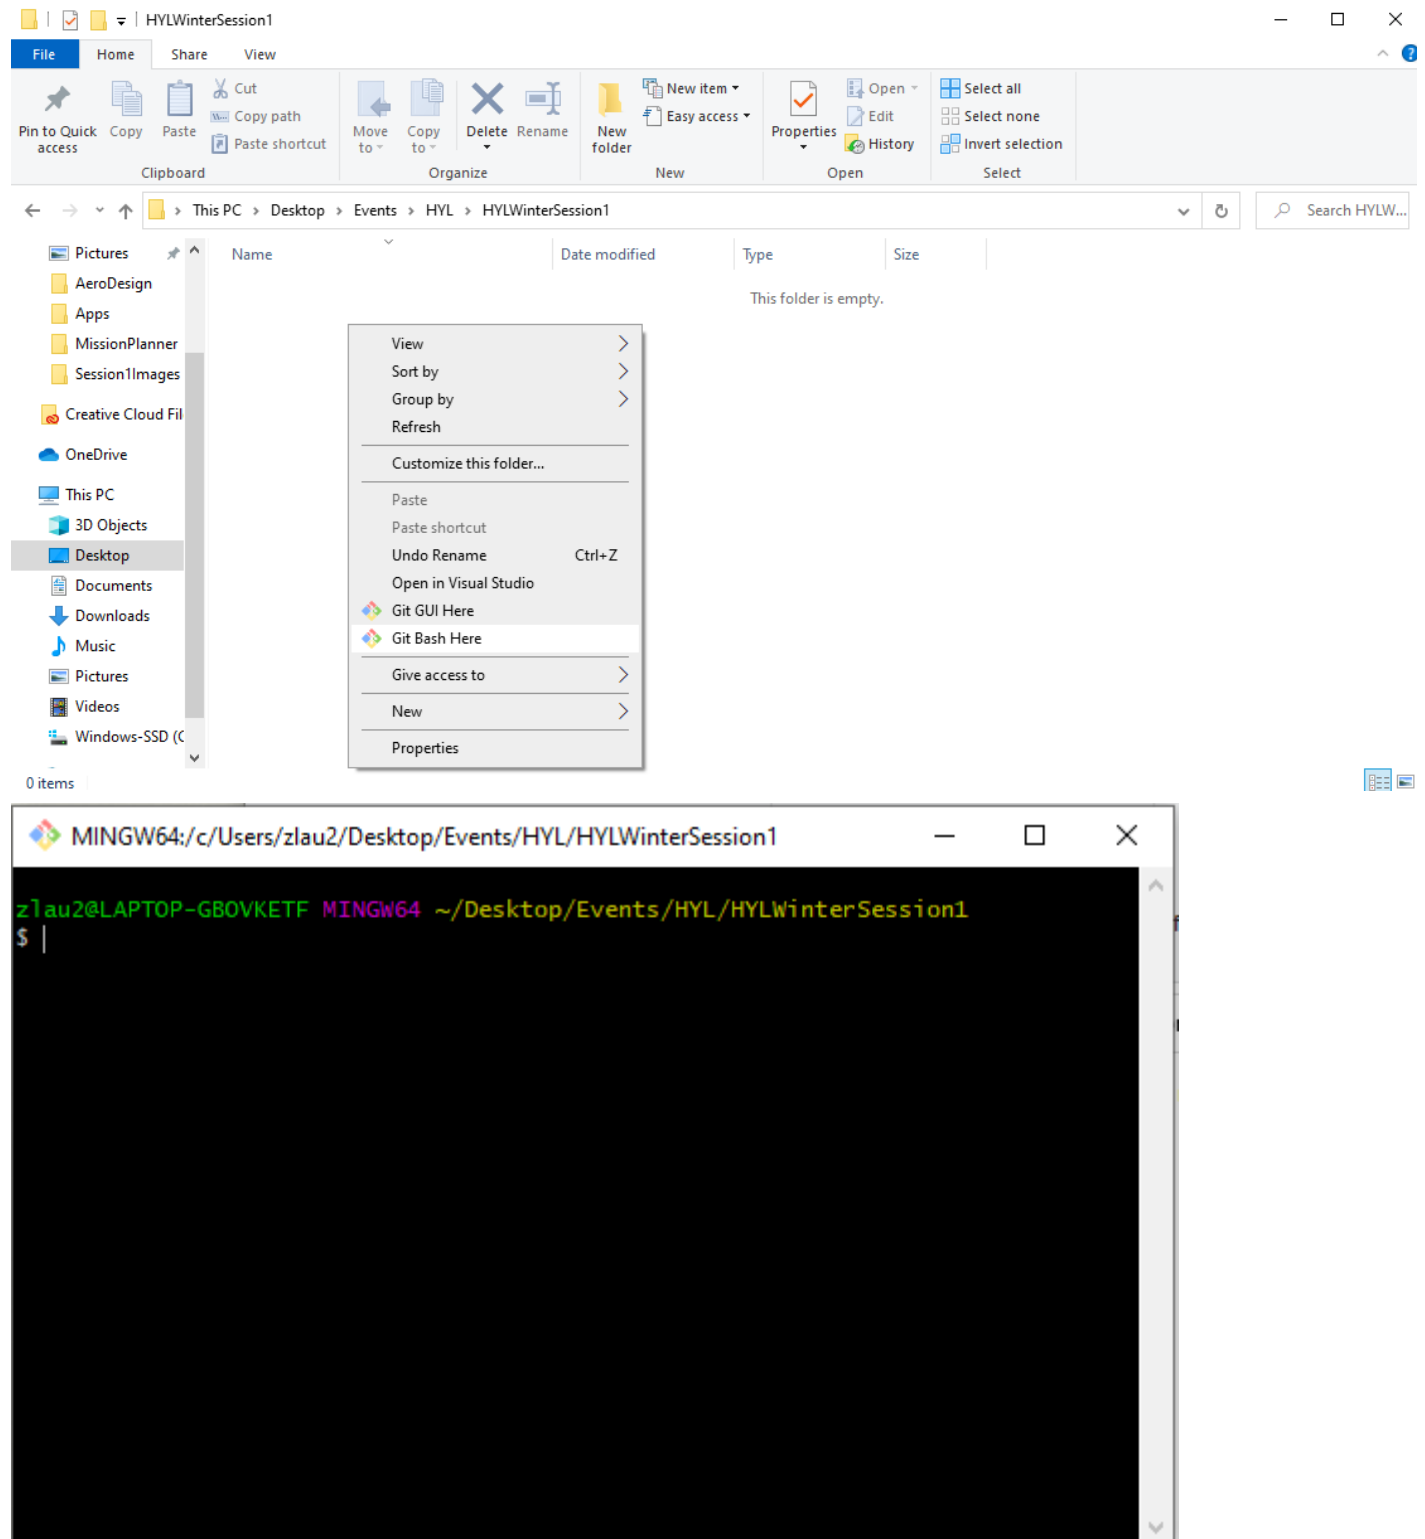 HYLWinterSession1
File Home Share View
Pin to Quick access
Copy
Paste
Cut
Copy path
Paste shortcut
Clipboard
Move to
Copy to
Delete
Rename
Organize
New folder
New item
Easy access
New
Properties
Open
Edit
History
Open
Select all
Select none
Invert selection
Select
This PC > Desktop > Events > HYL > HYLWinterSession1
Search HYLW...
Name Date modified Type Size
This folder is empty.
Pictures
AeroDesign
Apps
MissionPlanner
Session1Images
Creative Cloud Fil
OneDrive
This PC
3D Objects
Desktop
Documents
Downloads
Music
Pictures
Videos
Windows-SSD (C
View
Sort by
Group by
Refresh
Customize this folder...
Paste
Paste shortcut
Undo Rename Ctrl+Z
Open in Visual Studio
Git GUI Here
Git Bash Here
Give access to
New
Properties
0 items
MINGW64:/c/Users/zlau2/Desktop/Events/HYL/HYLWinterSession1
zlau2@LAPTOP-GBOVKETF MINGW64 ~/Desktop/Events/HYL/HYLWinterSession1
$